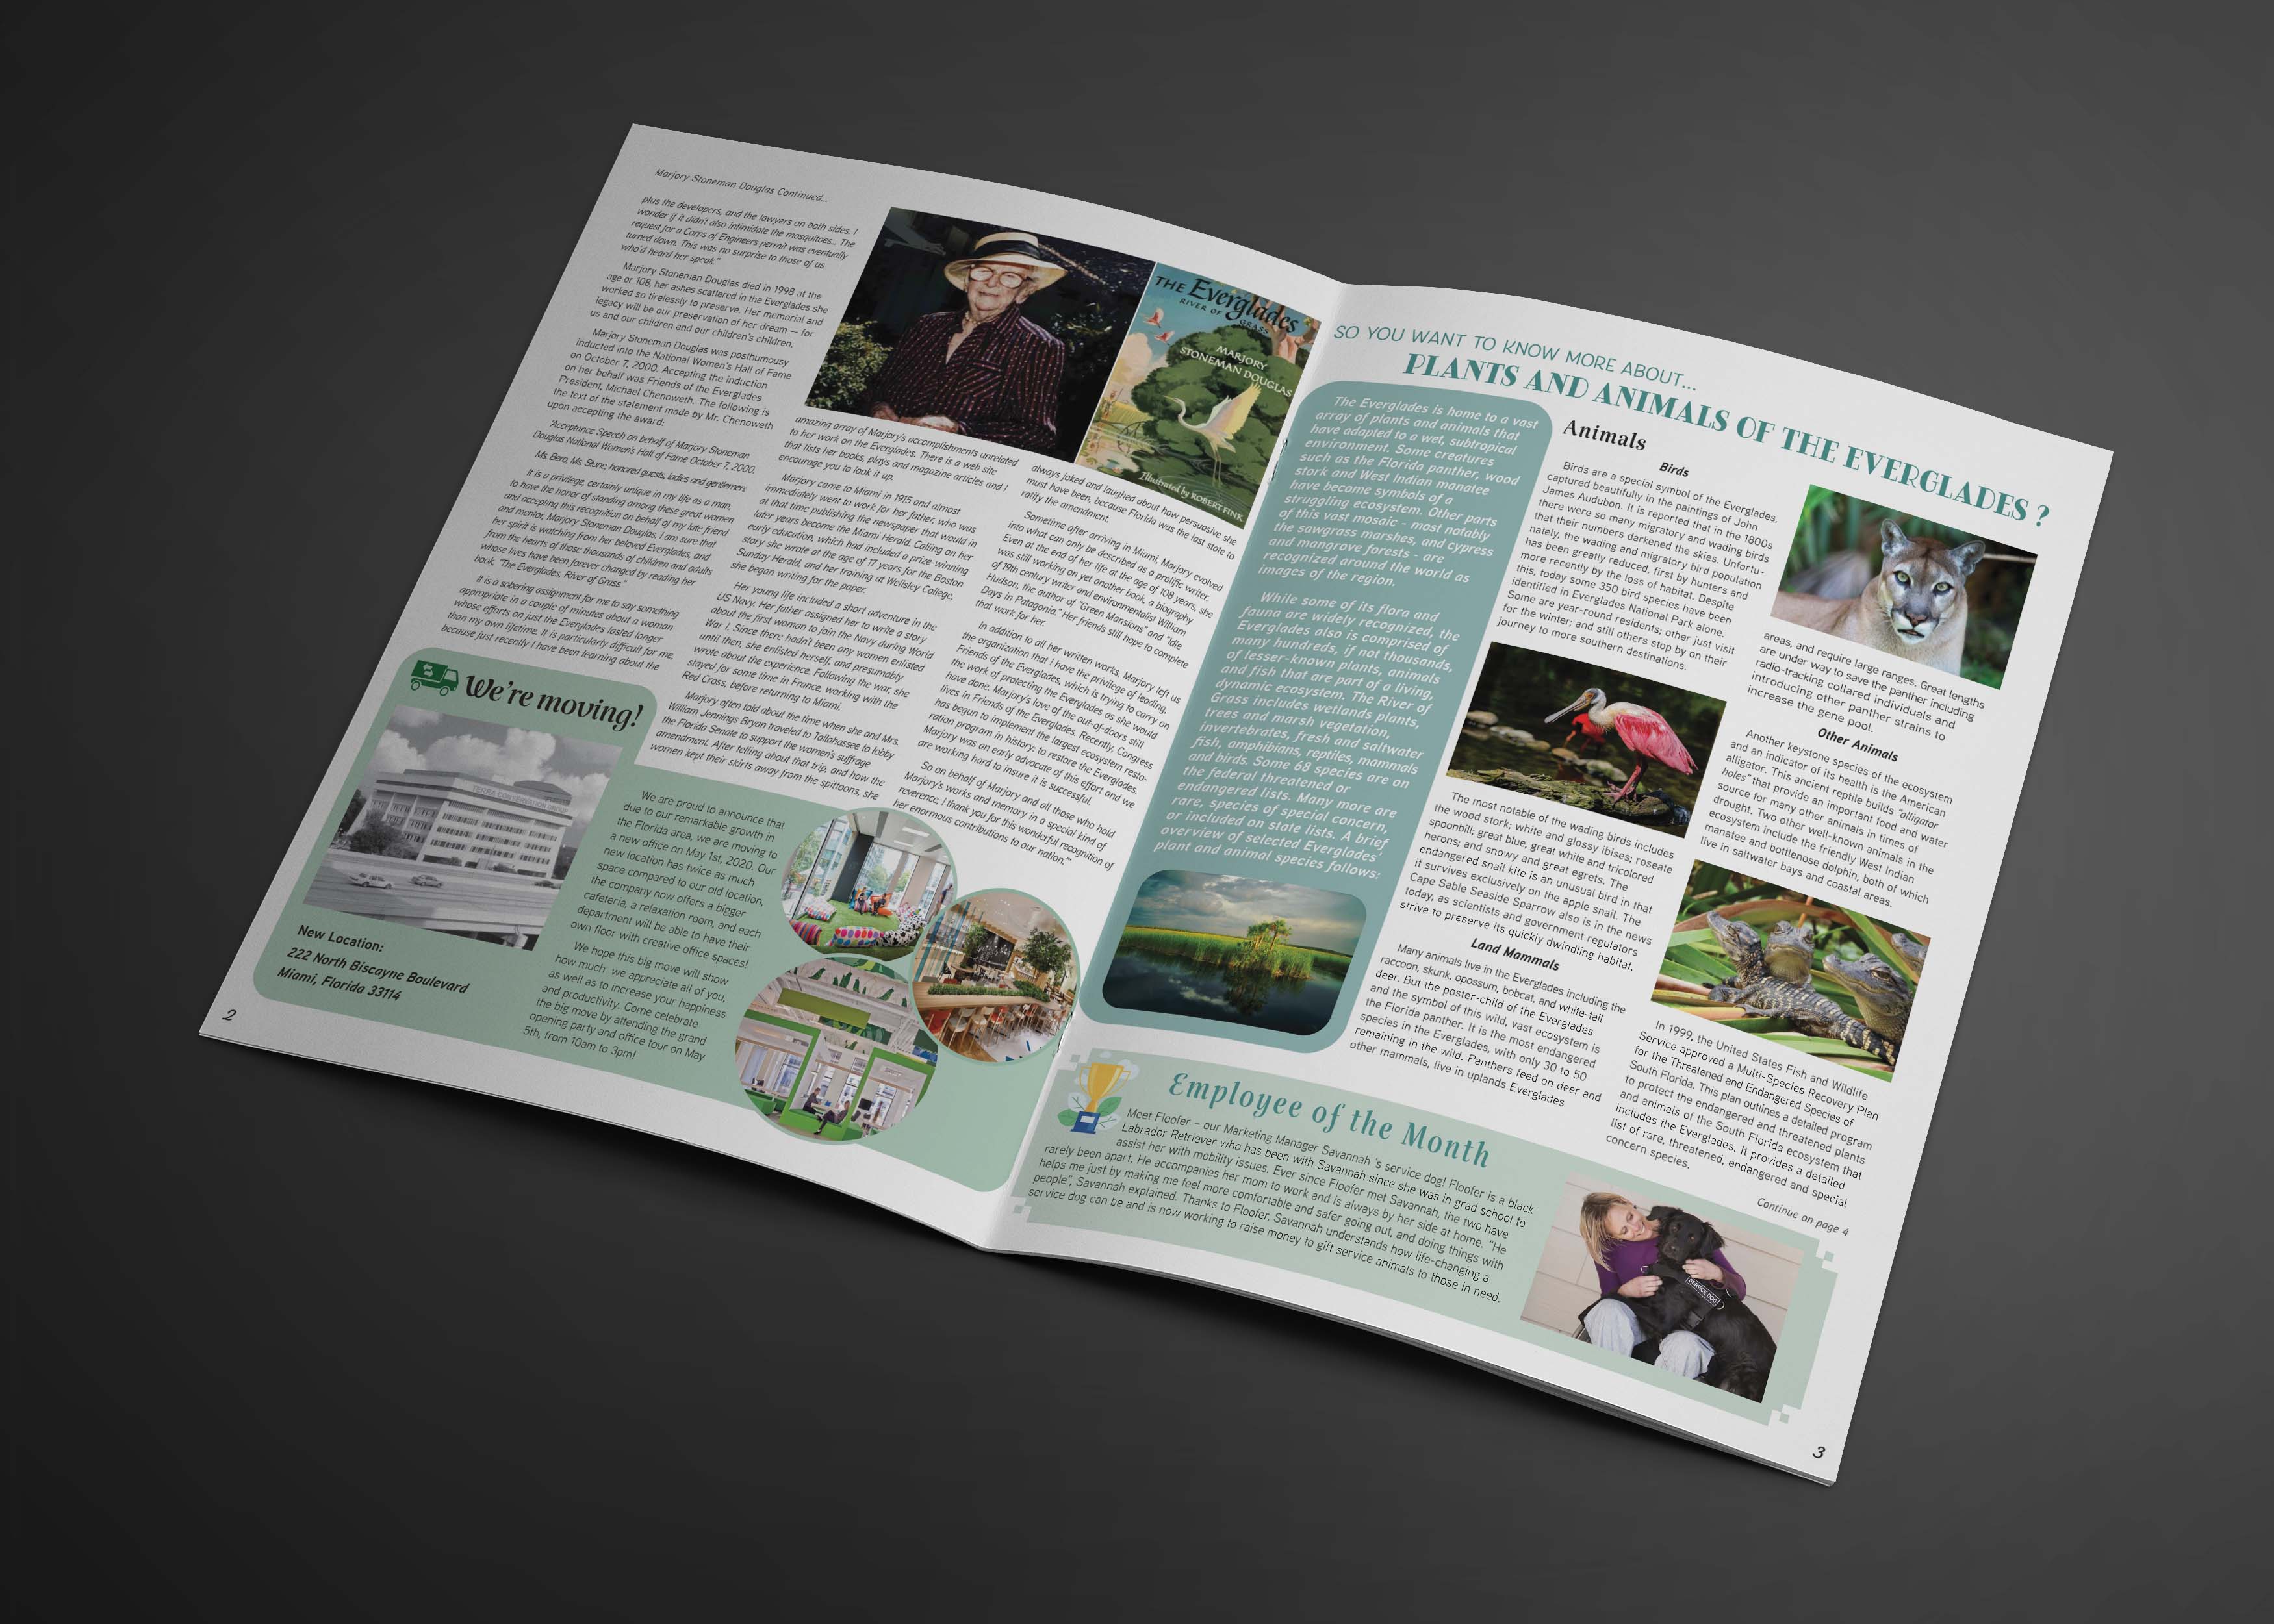 Marjory Stoneman Douglas Continued...
plus the developers, and the lawyers on both sides. I
wonder if it didn't also intimidate the mosquitoes... The
request for a Corps of Engineers permit was eventually
turned down. This was no surprise to those of us
who'd heard her speak."
Marjory Stoneman Douglas died in 1998 at the
age or 108, her ashes scattered in the Everglades she
worked so tirelessly to preserve. Her memorial and
legacy will be our preservation of her dream — for
us and our children and our children's children.
Marjory Stoneman Douglas was posthumousy
inducted into the National Women's Hall of Fame
on October 7, 2000. Accepting the induction
on her behalf was Friends of the Everglades
President, Michael Chenoweth. The following is
the text of the statement made by Mr. Chenoweth
upon accepting the award:
"Acceptance Speech on behalf of Marjory Stoneman
Douglas National Women's Hall of Fame October 7, 2000.
Ms. Bero, Ms. Stone, honored guests, ladies and gentlemen:
It is a privilege, certainly unique in my life as a man,
to have the honor of standing among these great women
and accepting this recognition on behalf of my late friend
and mentor, Marjory Stoneman Douglas. I am sure that
her spirit is watching from her beloved Everglades, and
from the hearts of those thousands of children and adults
whose lives have been forever changed by reading her
book, "The Everglades, River of Grass."
It is a sobering assignment for me to say something
appropriate in a couple of minutes about a woman
whose efforts on just the Everglades lasted longer
than my own lifetime. It is particularly difficult for me,
because just recently I have been learning about the
THE Everglades
RIVER OF GRASS
MARJORY
STONEMAN DOUGLAS
Illustrated by ROBERT FINK
amazing array of Marjory's accomplishments unrelated
to her work on the Everglades. There is a web site
that lists her books, plays and magazine articles and I
encourage you to look it up.
Marjory came to Miami in 1915 and almost
immediately went to work for her father, who was
at that time publishing the newspaper that would in
later years become the Miami Herald. Calling on her
early education, which had included a prize-winning
story she wrote at the age of 17 years for the Boston
Sunday Herald, and her training at Wellsley College,
she began writing for the paper.
Her young life included a short adventure in the
US Navy. Her father assigned her to write a story
about the first woman to join the Navy during World
War I. Since there hadn't been any women enlisted
until then, she enlisted herself, and presumably
wrote about the experience. Following the war, she
stayed for some time in France, working with the
Red Cross, before returning to Miami.
Marjory often told about the time when she and Mrs.
William Jennings Bryan traveled to Tallahassee to lobby
the Florida Senate to support the women's suffrage
amendment. After telling about that trip, and how the
women kept their skirts away from the spittoons, she
always joked and laughed about how persuasive she
must have been, because Florida was the last state to
ratify the amendment.
Sometime after arriving in Miami, Marjory evolved
into what can only be described as a prolific writer.
Even at the end of her life at the age of 108 years, she
was still working on yet another book, a biography
of 19th century writer and environmentalist William
Hudson, the author of "Green Mansions" and "Idle
Days in Patagonia." Her friends still hope to complete
that work for her.
In addition to all her written works, Marjory left us
the organization that I have the privilege of leading,
Friends of the Everglades, which is trying to carry on
the work of protecting the Everglades as she would
have done. Marjory's love of the out-of-doors still
lives in Friends of the Everglades. Recently, Congress
has begun to implement the largest ecosystem resto-
ration program in history: to restore the Everglades.
Marjory was an early advocate of this effort and we
are working hard to insure it is successful.
So on behalf of Marjory and all those who hold
Marjory's works and memory in a special kind of
reverence, I thank you for this wonderful recognition of
her enormous contributions to our nation."
We're moving!
TEXRA CONSERVATION GROUP
New Location:
222 North Biscayne Boulevard
Miami, Florida 33114
We are proud to announce that
due to our remarkable growth in
the Florida area, we are moving to
a new office on May 1st, 2020. Our
new location has twice as much
space compared to our old location,
the company now offers a bigger
cafeteria, a relaxation room, and each
department will be able to have their
own floor with creative office spaces!
We hope this big move will show
how much we appreciate all of you,
as well as to increase your happiness
and productivity. Come celebrate
the big move by attending the grand
opening party and office tour on May
5th, from 10am to 3pm!
2
SO YOU WANT TO KNOW MORE ABOUT...
PLANTS AND ANIMALS OF THE EVERGLADES ?
The Everglades is home to a vast
array of plants and animals that
have adapted to a wet, subtropical
environment. Some creatures
such as the Florida panther, wood
stork and West Indian manatee
have become symbols of a
struggling ecosystem. Other parts
of this vast mosaic - most notably
the sawgrass marshes, and cypress
and mangrove forests - are
recognized around the world as
images of the region.
While some of its flora and
fauna are widely recognized, the
Everglades also is comprised of
many hundreds, if not thousands,
of lesser-known plants, animals
and fish that are part of a living,
dynamic ecosystem. The River of
Grass includes wetlands plants,
trees and marsh vegetation,
invertebrates, fresh and saltwater
fish, amphibians, reptiles, mammals
and birds. Some 68 species are on
the federal threatened or
endangered lists. Many more are
rare, species of special concern,
or included on state lists. A brief
overview of selected Everglades'
plant and animal species follows:
Animals
Birds
Birds are a special symbol of the Everglades,
captured beautifully in the paintings of John
James Audubon. It is reported that in the 1800s
there were so many migratory and wading birds
that their numbers darkened the skies. Unfortu-
nately, the wading and migratory bird population
has been greatly reduced, first by hunters and
more recently by the loss of habitat. Despite
this, today some 350 bird species have been
identified in Everglades National Park alone.
Some are year-round residents; other just visit
for the winter; and still others stop by on their
journey to more southern destinations.
The most notable of the wading birds includes
the wood stork; white and glossy ibises; roseate
spoonbill; great blue, great white and tricolored
herons; and snowy and great egrets. The
endangered snail kite is an unusual bird in that
it survives exclusively on the apple snail. The
Cape Sable Seaside Sparrow also is in the news
today, as scientists and government regulators
strive to preserve its quickly dwindling habitat.
Land Mammals
Many animals live in the Everglades including the
raccoon, skunk, opossum, bobcat, and white-tail
deer. But the poster-child of the Everglades
and the symbol of this wild, vast ecosystem is
the Florida panther. It is the most endangered
species in the Everglades, with only 30 to 50
remaining in the wild. Panthers feed on deer and
other mammals, live in uplands Everglades
areas, and require large ranges. Great lengths
are under way to save the panther including
radio-tracking collared individuals and
introducing other panther strains to
increase the gene pool.
Other Animals
Another keystone species of the ecosystem
and an indicator of its health is the American
alligator. This ancient reptile builds "alligator
holes" that provide an important food and water
source for many other animals in times of
drought. Two other well-known animals in the
ecosystem include the friendly West Indian
manatee and bottlenose dolphin, both of which
live in saltwater bays and coastal areas.
In 1999, the United States Fish and Wildlife
Service approved a Multi-Species Recovery Plan
for the Threatened and Endangered Species of
South Florida. This plan outlines a detailed program
to protect the endangered and threatened plants
and animals of the South Florida ecosystem that
includes the Everglades. It provides a detailed
list of rare, threatened, endangered and special
concern species.
Continue on page 4
Employee of the Month
Meet Floofer – our Marketing Manager Savannah 's service dog! Floofer is a black
Labrador Retriever who has been with Savannah since she was in grad school to
assist her with mobility issues. Ever since Floofer met Savannah, the two have
rarely been apart. He accompanies her mom to work and is always by her side at home. "He
helps me just by making me feel more comfortable and safer going out, and doing things with
people", Savannah explained. Thanks to Floofer, Savannah understands how life-changing a
service dog can be and is now working to raise money to gift service animals to those in need.
SERVICE DOG
3